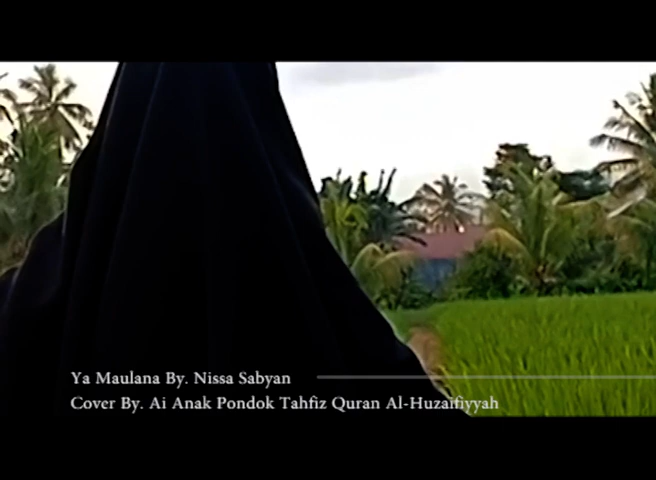 Ya Maulana By. Nissa Sabyan
Cover By. Ai Anak Pondok Tahfiz Quran Al-Huzaifiyyah